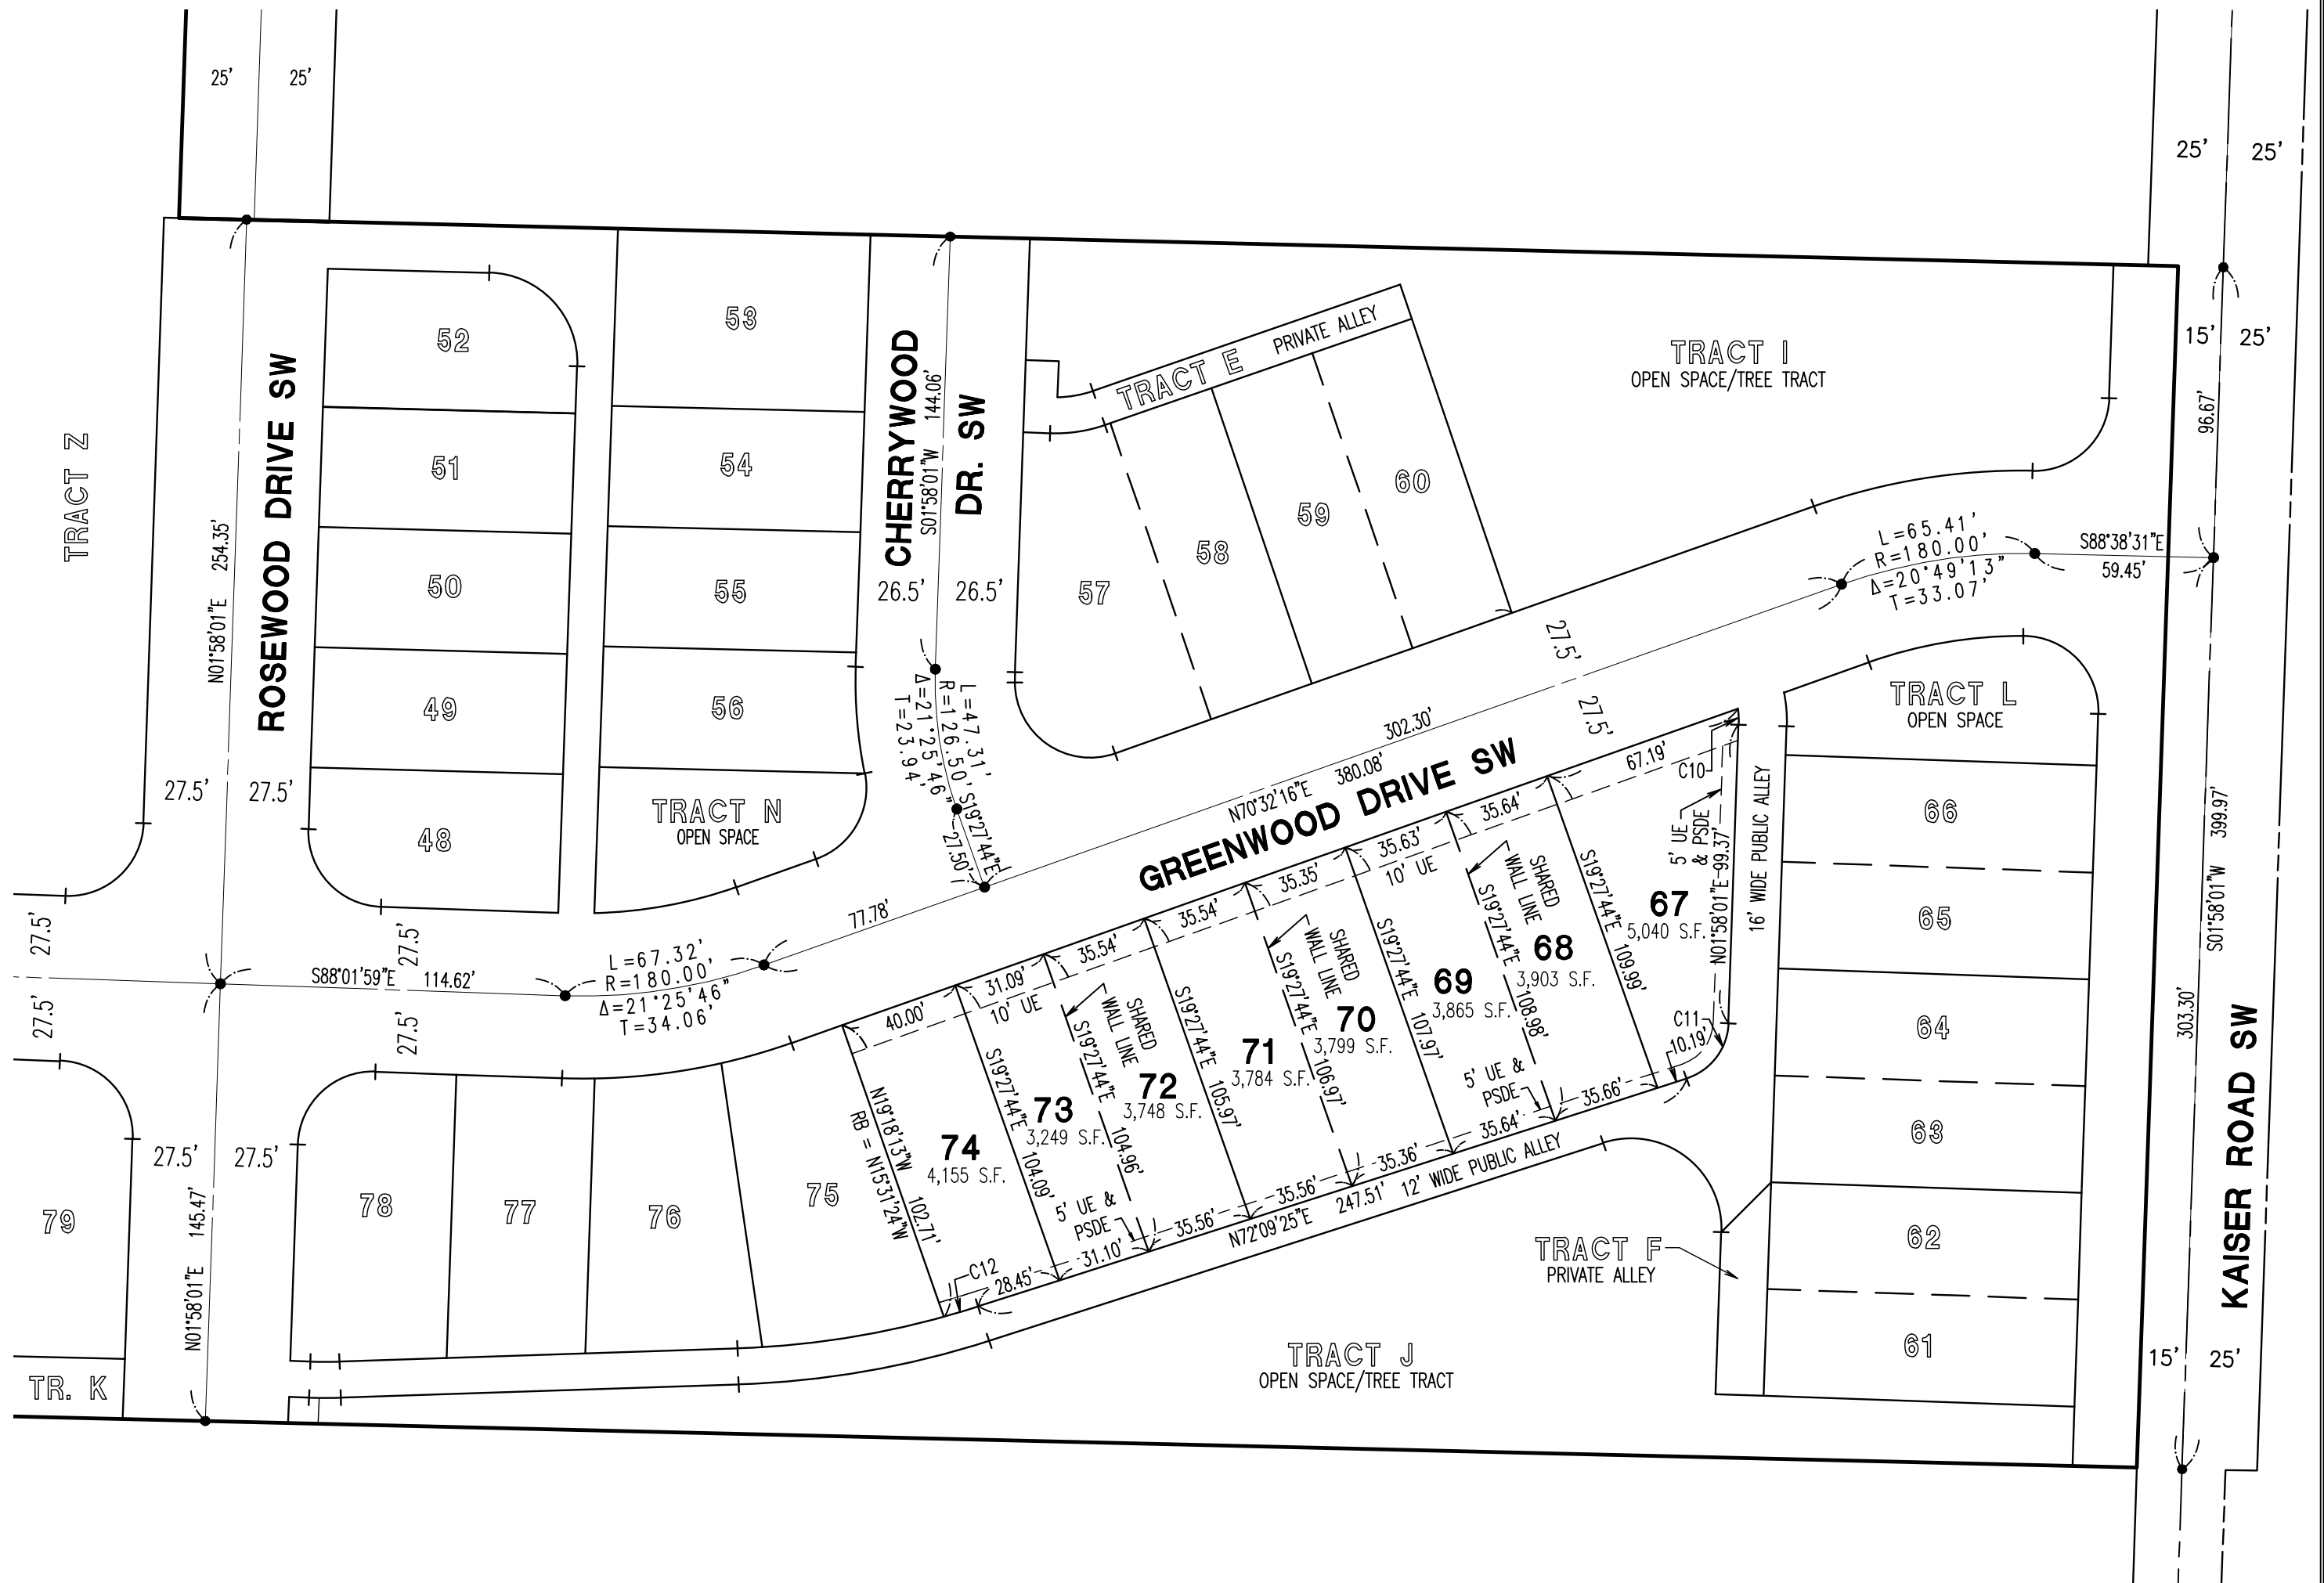 25'
25'
25'
25'
TRACT Z
N01°58'01"E 254.35'
ROSEWOOD DRIVE SW
27.5'
27.5'
52
51
50
49
48
53
54
55
56
TRACT N
OPEN SPACE
CHERRYWOOD
DR. SW
S01°58'01"W 144.06'
26.5'
26.5'
L=47.31'
R=126.50'
Δ=21°25'46"
T=23.94'
S19°27'44"E
27.50'
TRACT E
PRIVATE ALLEY
57
58
59
60
TRACT I
OPEN SPACE/TREE TRACT
15'
25'
96.67'
L=65.41'
R=180.00'
Δ=20°49'13"
T=33.07'
S88°38'31"E
59.45'
27.5'
27.5'
302.30'
N70°32'16"E 380.08'
77.78'
GREENWOOD DRIVE SW
27.5'
27.5'
27.5'
27.5'
S88°01'59"E 114.62'
L=67.32'
R=180.00'
Δ=21°25'46"
T=34.06'
TRACT L
OPEN SPACE
66
65
64
63
62
61
16' WIDE PUBLIC ALLEY
C10
5' UE
& PSDE
N01°58'01"E 99.37'
67.19'
67
5,040 S.F.
C11
10.19'
S19°27'44"E 109.99'
35.64'
68
3,903 S.F.
35.66'
SHARED
WALL LINE
S19°27'44"E 108.98'
35.63'
10' UE
69
3,865 S.F.
35.64'
5' UE &
PSDE
S19°27'44"E 107.97'
35.35'
70
3,799 S.F.
35.36'
SHARED
WALL LINE
S19°27'44"E 106.97'
35.54'
71
3,784 S.F.
35.56'
S19°27'44"E 105.97'
35.54'
72
3,748 S.F.
35.56'
SHARED
WALL LINE
S19°27'44"E 104.96'
31.09'
10' UE
73
3,249 S.F.
31.10'
5' UE &
PSDE
S19°27'44"E 104.09'
40.00'
74
4,155 S.F.
28.45'
C12
N19°18'13"W 102.71'
RB = N15°31'24"W
75
76
77
78
79
N72°09'25"E 247.51' 12' WIDE PUBLIC ALLEY
TRACT F
PRIVATE ALLEY
TRACT J
OPEN SPACE/TREE TRACT
27.5'
27.5'
N01°58'01"E 145.47'
TR. K
S01°58'01"W 399.97'
303.30'
KAISER ROAD SW
15'
25'